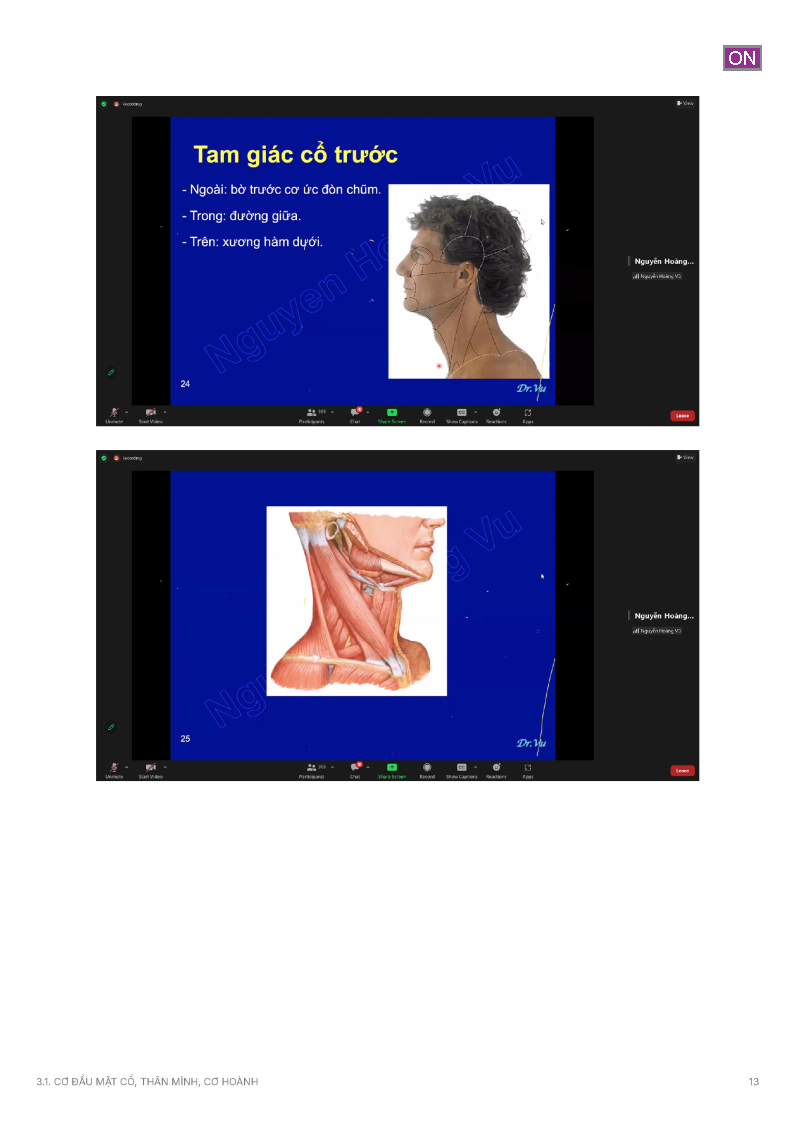 ON
Recording
View
Tam giác cổ trước
- Ngoài: bờ trước cơ ức đòn chũm.
- Trong: đường giữa.
- Trên: xương hàm dưới.
Nguyen Hoang Vu
Nguyễn Hoàng...
Nguyễn Hoàng Vũ
24
Dr.Vu
Unmute Start Video Participants Chat Share Screen Record Show Captions Reactions Apps Leave
Recording
View
Nguyễn Hoàng...
Nguyễn Hoàng Vũ
25
Dr.Vu
Unmute Start Video Participants Chat Share Screen Record Show Captions Reactions Apps Leave
3.1. CƠ ĐẦU MẶT CỔ, THÂN MÌNH, CƠ HOÀNH 13